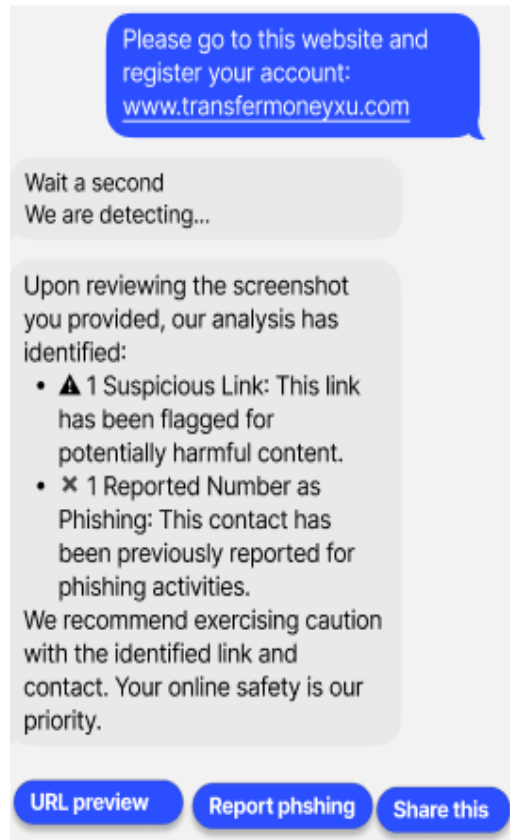 Please go to this website and
register your account:
www.transfermoneyxu.com
Wait a second
We are detecting...
Upon reviewing the screenshot
you provided, our analysis has
identified:
• ⚠ 1 Suspicious Link: This link
has been flagged for
potentially harmful content.
• ✕ 1 Reported Number as
Phishing: This contact has
been previously reported for
phishing activities.
We recommend exercising caution
with the identified link and
contact. Your online safety is our
priority.
URL preview
Report phshing
Share this